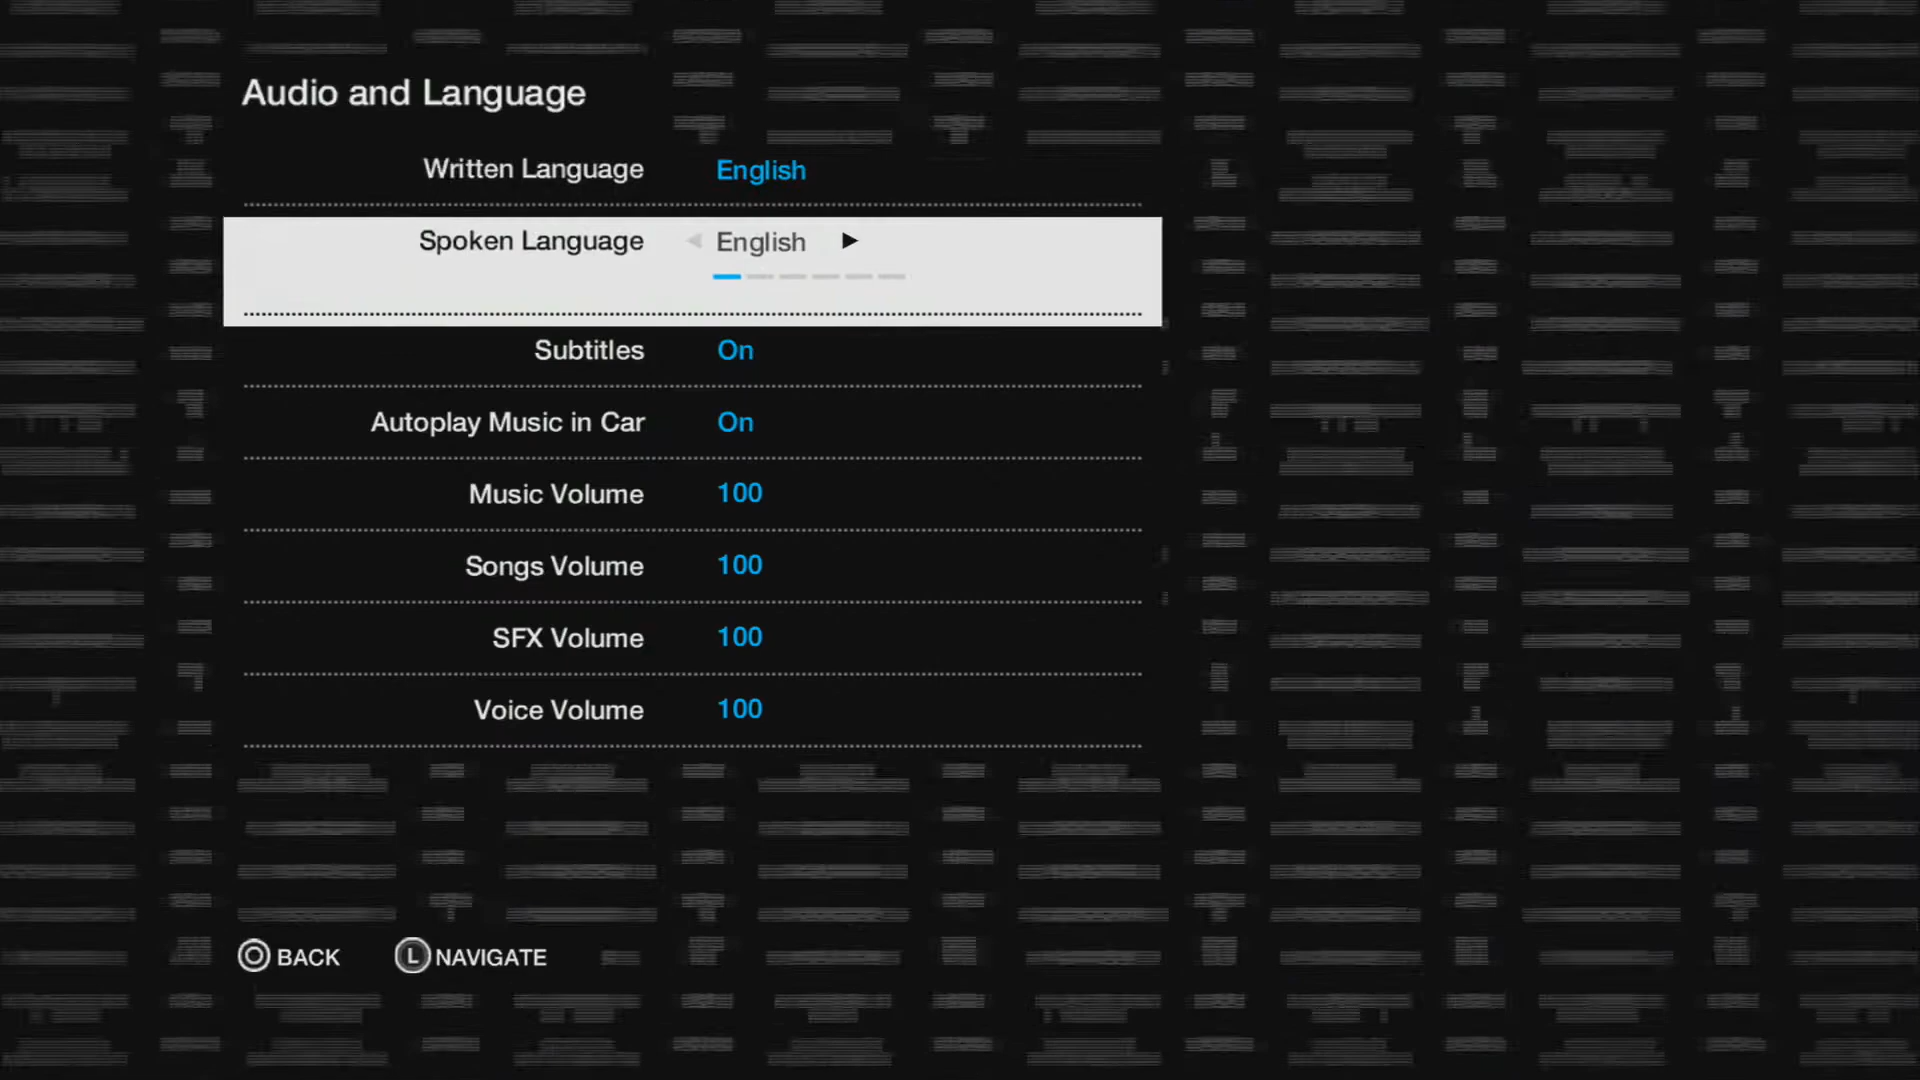 Audio and Language
Written Language English
Spoken Language English
Subtitles On
Autoplay Music in Car On
Music Volume 100
Songs Volume 100
SFX Volume 100
Voice Volume 100
BACK L NAVIGATE